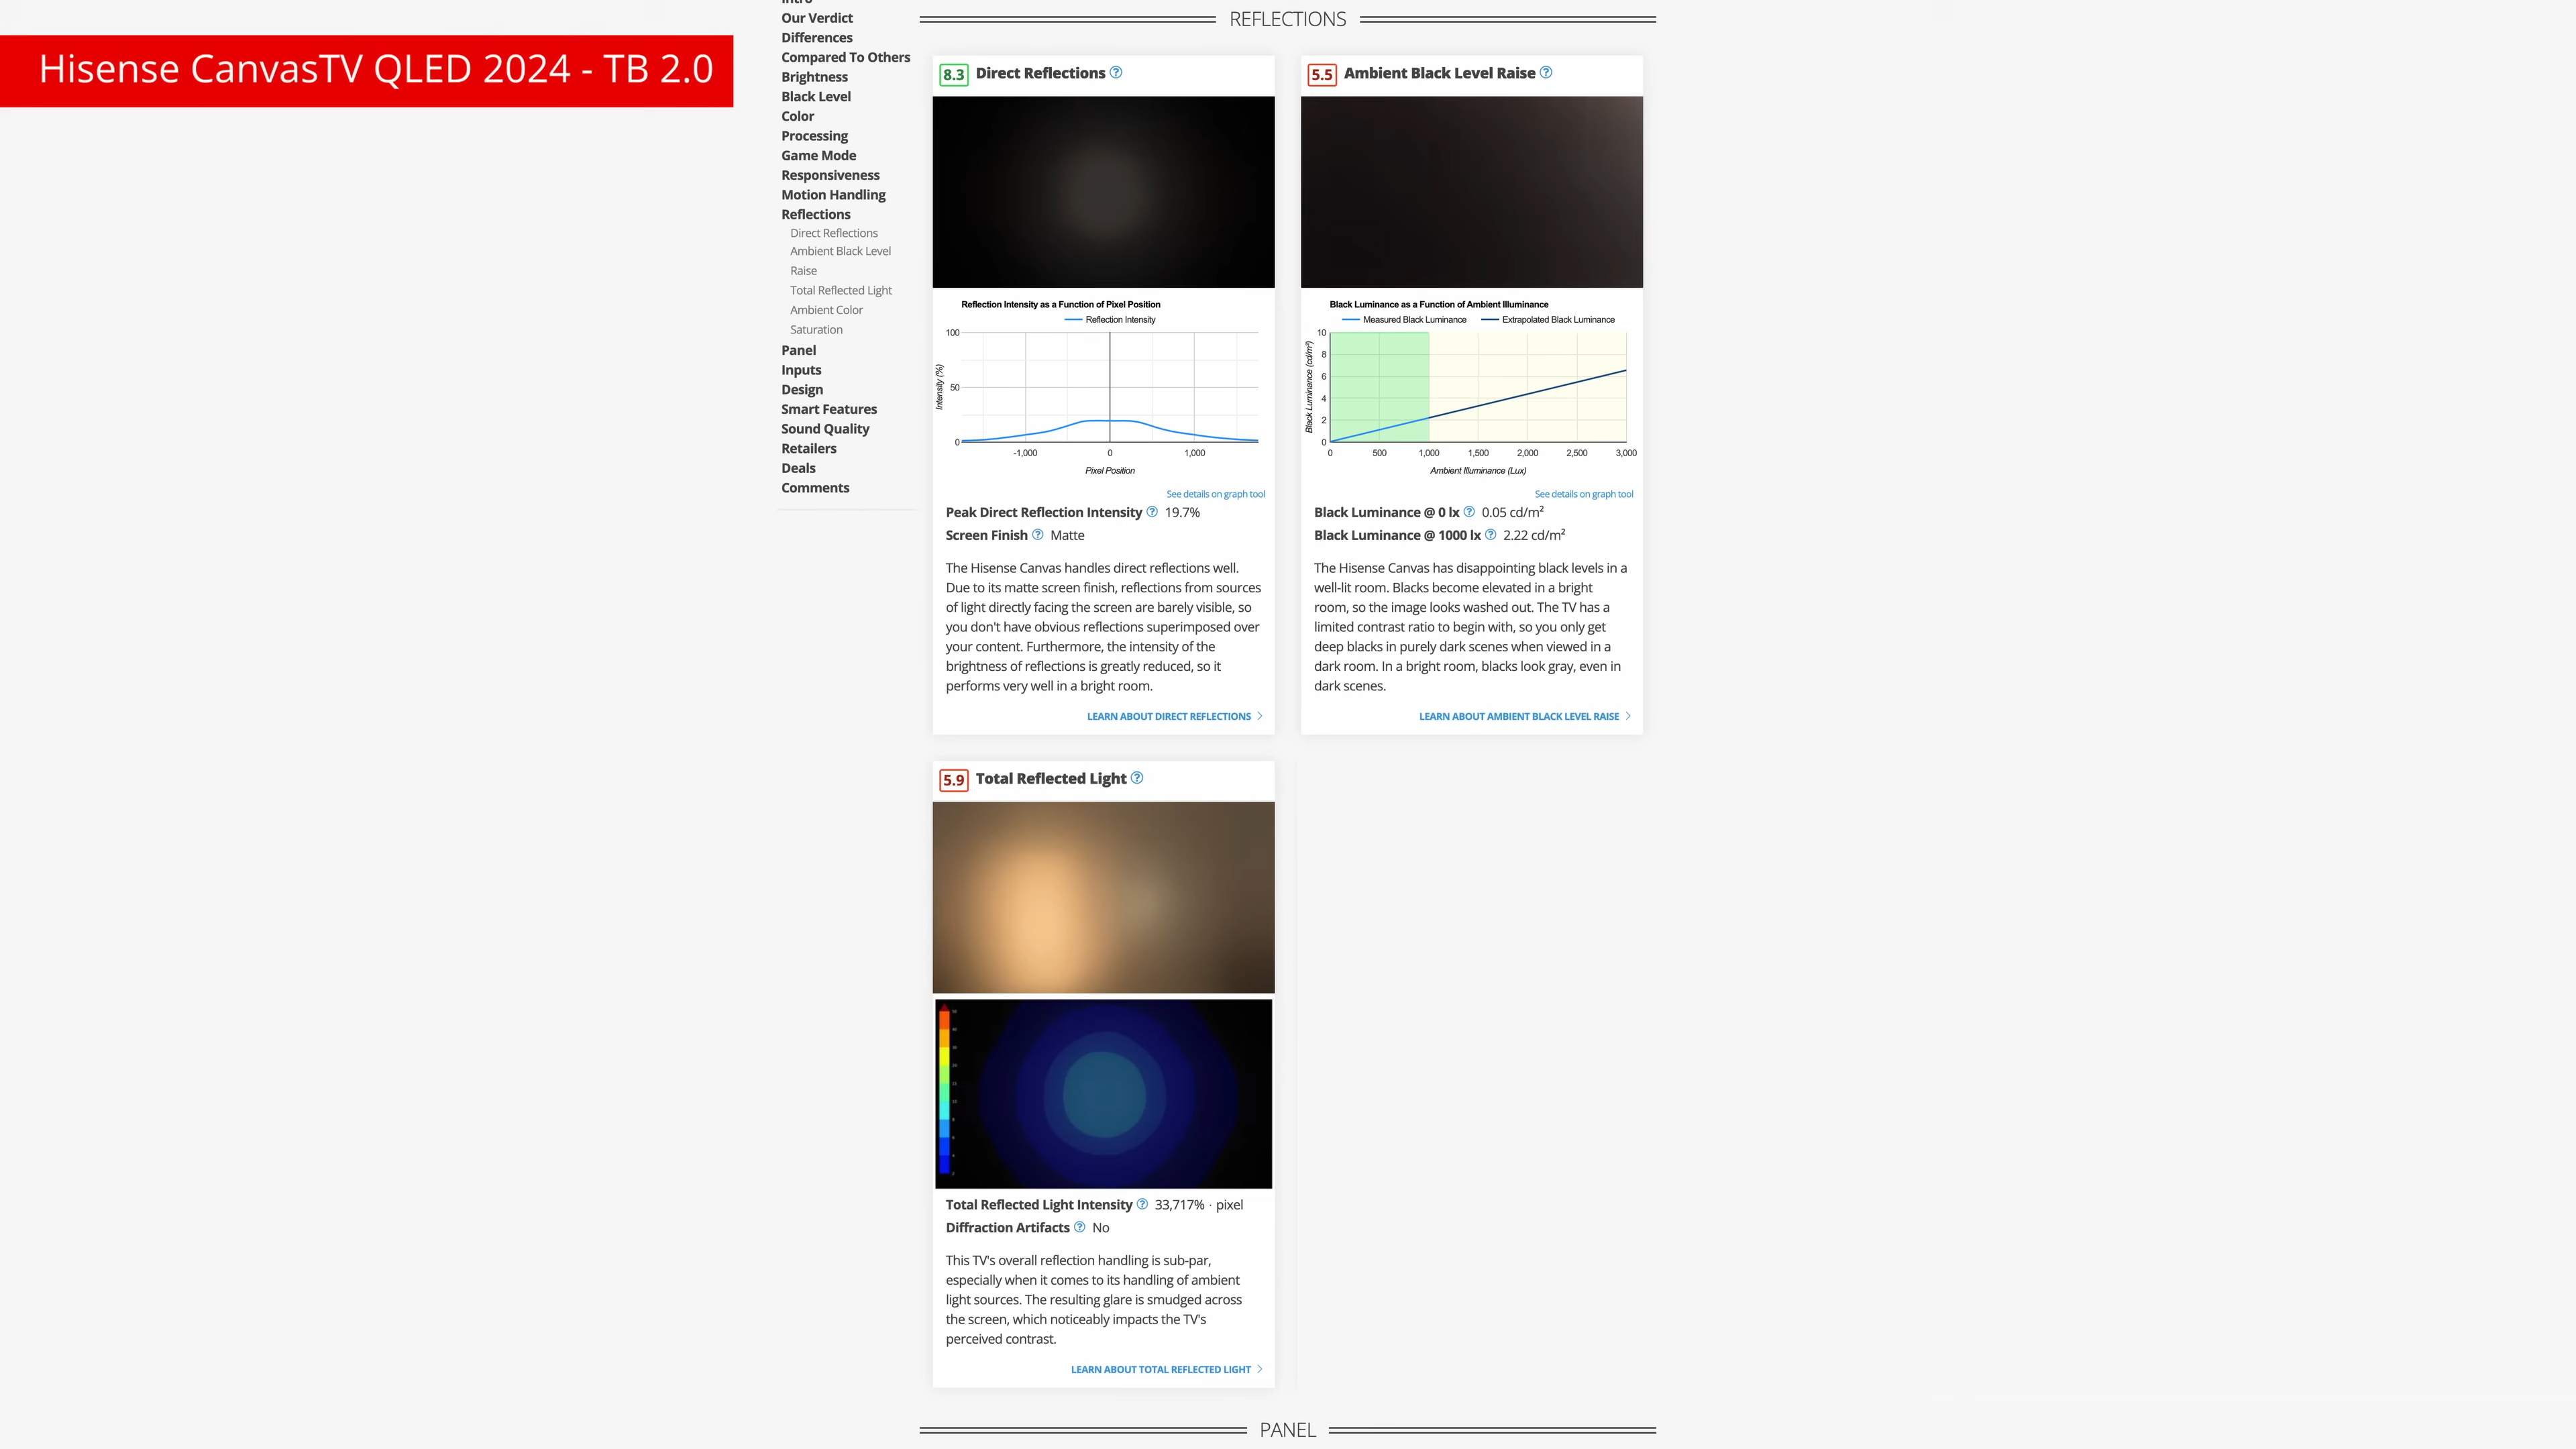 Hisense CanvasTV QLED 2024 - TB 2.0
Our Verdict
Differences
Compared To Others
Brightness
Black Level
Color
Processing
Game Mode
Responsiveness
Motion Handling
Reflections
Direct Reflections
Ambient Black Level
Raise
Total Reflected Light
Ambient Color
Saturation
Panel
Inputs
Design
Smart Features
Sound Quality
Retailers
Deals
Comments
REFLECTIONS
8.3 Direct Reflections
Reflection Intensity as a Function of Pixel Position
Reflection Intensity
100
50
0
Intensity (%)
-1,000 0 1,000
Pixel Position
See details on graph tool
Peak Direct Reflection Intensity 19.7%
Screen Finish Matte
The Hisense Canvas handles direct reflections well.
Due to its matte screen finish, reflections from sources
of light directly facing the screen are barely visible, so
you don't have obvious reflections superimposed over
your content. Furthermore, the intensity of the
brightness of reflections is greatly reduced, so it
performs very well in a bright room.
LEARN ABOUT DIRECT REFLECTIONS
5.5 Ambient Black Level Raise
Black Luminance as a Function of Ambient Illuminance
Measured Black Luminance Extrapolated Black Luminance
10
8
6
4
2
0
Black Luminance (cd/m²)
0 500 1,000 1,500 2,000 2,500 3,000
Ambient Illuminance (Lux)
See details on graph tool
Black Luminance @ 0 lx 0.05 cd/m²
Black Luminance @ 1000 lx 2.22 cd/m²
The Hisense Canvas has disappointing black levels in a
well-lit room. Blacks become elevated in a bright
room, so the image looks washed out. The TV has a
limited contrast ratio to begin with, so you only get
deep blacks in purely dark scenes when viewed in a
dark room. In a bright room, blacks look gray, even in
dark scenes.
LEARN ABOUT AMBIENT BLACK LEVEL RAISE
5.9 Total Reflected Light
Total Reflected Light Intensity 33,717% · pixel
Diffraction Artifacts No
This TV's overall reflection handling is sub-par,
especially when it comes to its handling of ambient
light sources. The resulting glare is smudged across
the screen, which noticeably impacts the TV's
perceived contrast.
LEARN ABOUT TOTAL REFLECTED LIGHT
PANEL